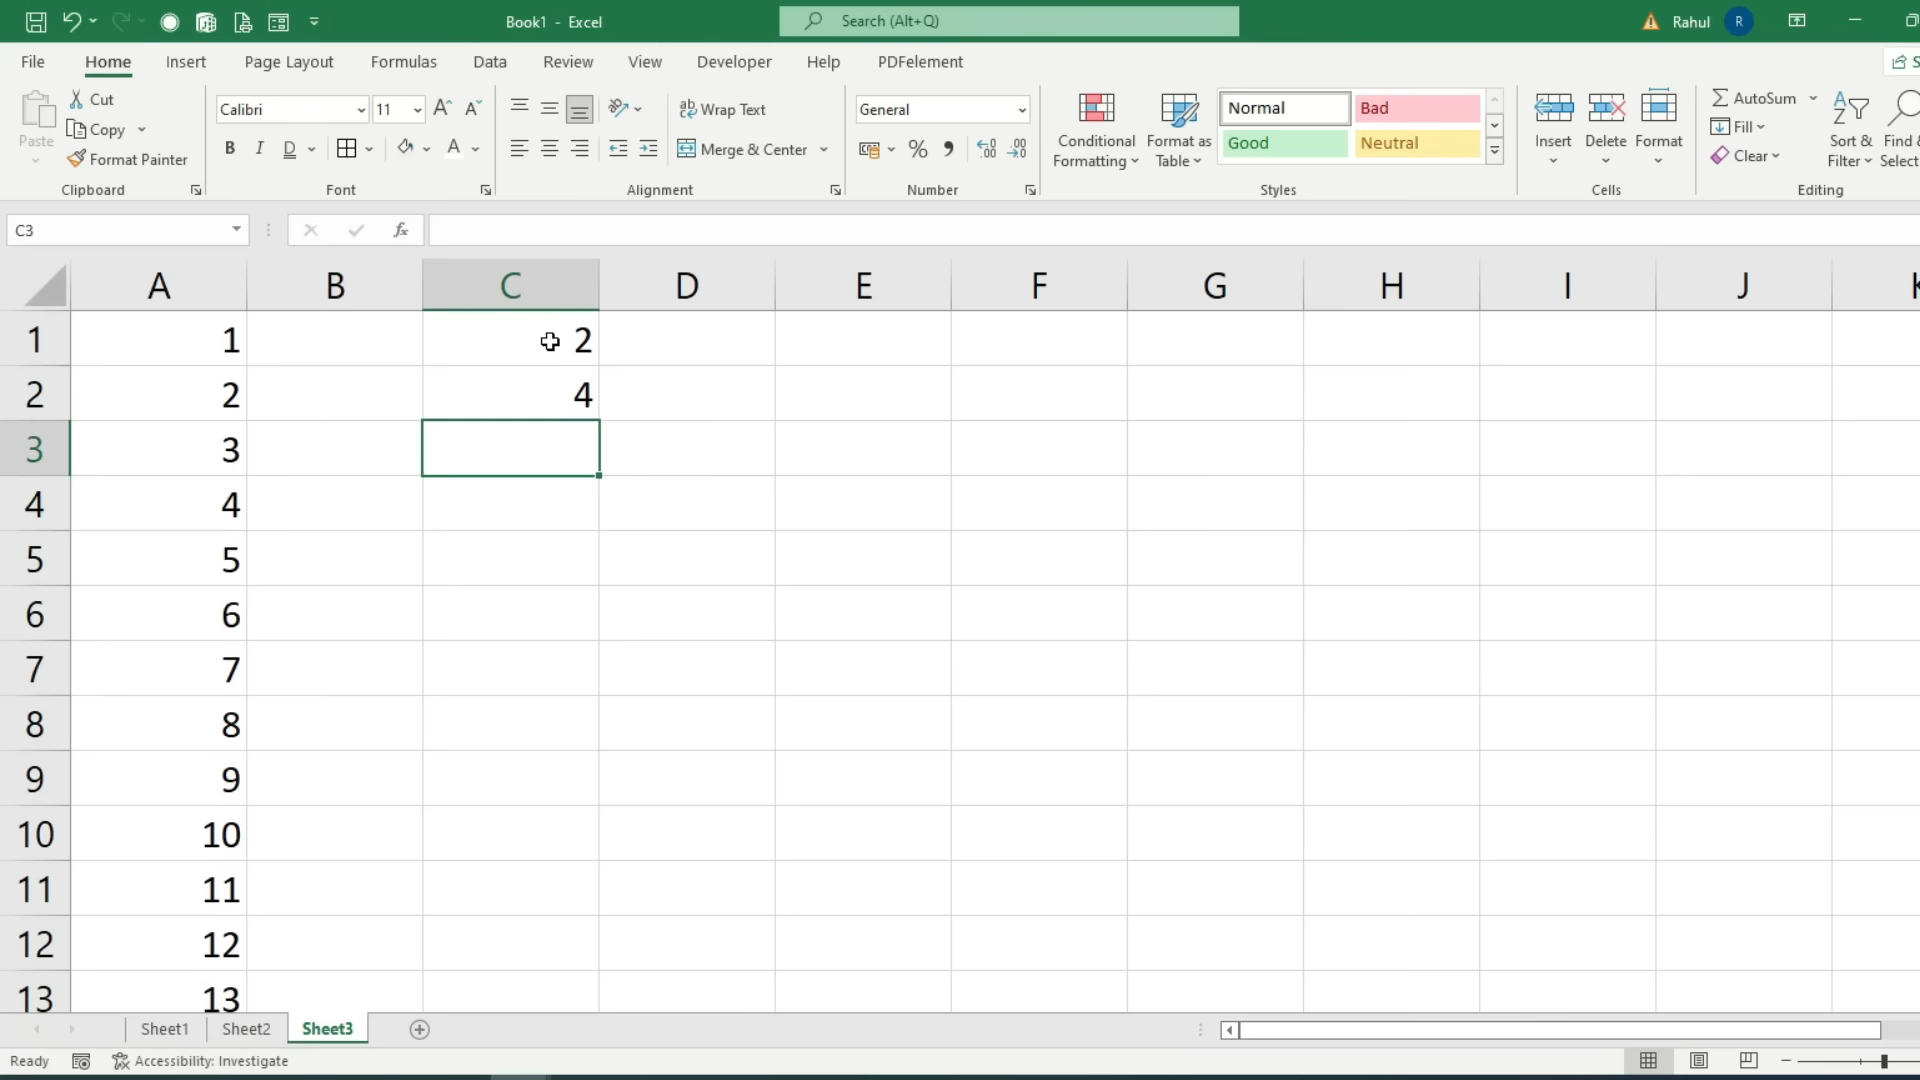 Book1 - Excel
Search (Alt+Q)
Rahul
R
File Home Insert Page Layout Formulas Data Review View Developer Help PDFelement
Paste
Cut
Copy
Format Painter
Clipboard
Calibri 11
B I D
A
Font
Wrap Text
Merge & Center
Alignment
General
%
Number
Conditional Formatting
Format as Table
Normal Bad
Good Neutral
Styles
Insert Delete Format
Cells
AutoSum
Fill
Clear
Sort & Filter
Find & Select
Editing
C3
fx
A B C D E F G H I J
1 1 2
2 2 4
3 3
4 4
5 5
6 6
7 7
8 8
9 9
10 10
11 11
12 12
13 13
Sheet1 Sheet2 Sheet3
Ready Accessibility: Investigate